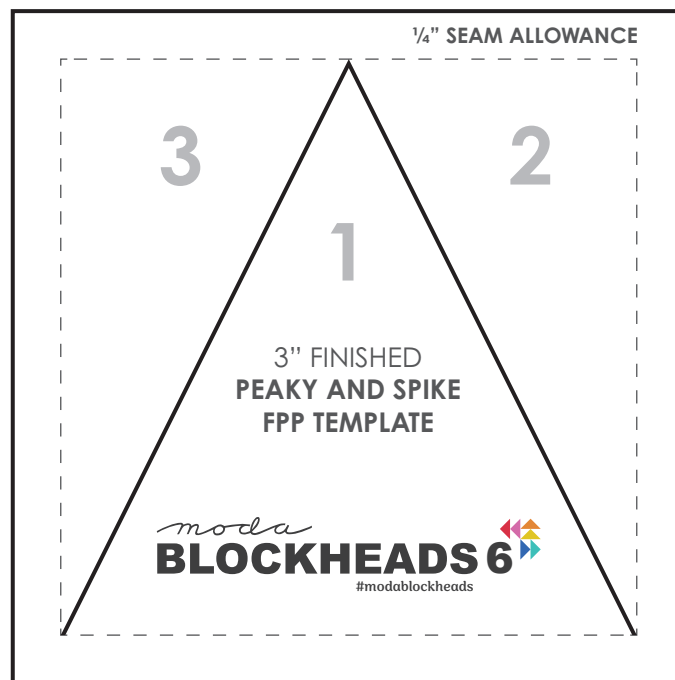 ¼” SEAM ALLOWANCE
3
2
1
3” FINISHED
PEAKY AND SPIKE
FPP TEMPLATE
moda
BLOCKHEADS 6
#modablockheads